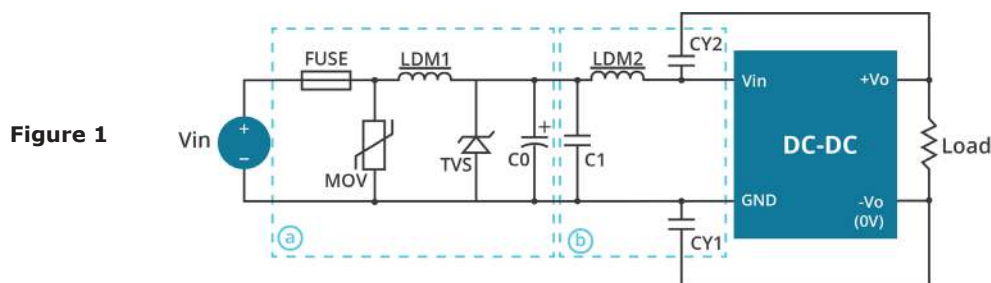 Figure 1
FUSE
LDM1
LDM2
CY2
Vin
+
−
MOV
TVS
C0
+
C1
Vin
+Vo
DC-DC
GND
-Vo
(0V)
Load
CY1
a
b